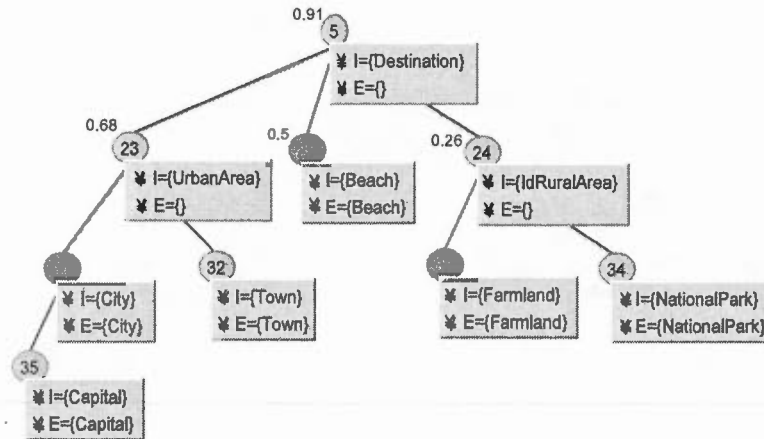 0.91
5
¥ I={Destination}
¥ E={}
0.68
23
¥ I={UrbanArea}
¥ E={}
0.5
¥ I={Beach}
¥ E={Beach}
0.26
24
¥ I={IdRuralArea}
¥ E={}
¥ I={City}
¥ E={City}
32
¥ I={Town}
¥ E={Town}
¥ I={Farmland}
¥ E={Farmland}
34
¥ I={NationalPark}
¥ E={NationalPark}
35
¥ I={Capital}
¥ E={Capital}